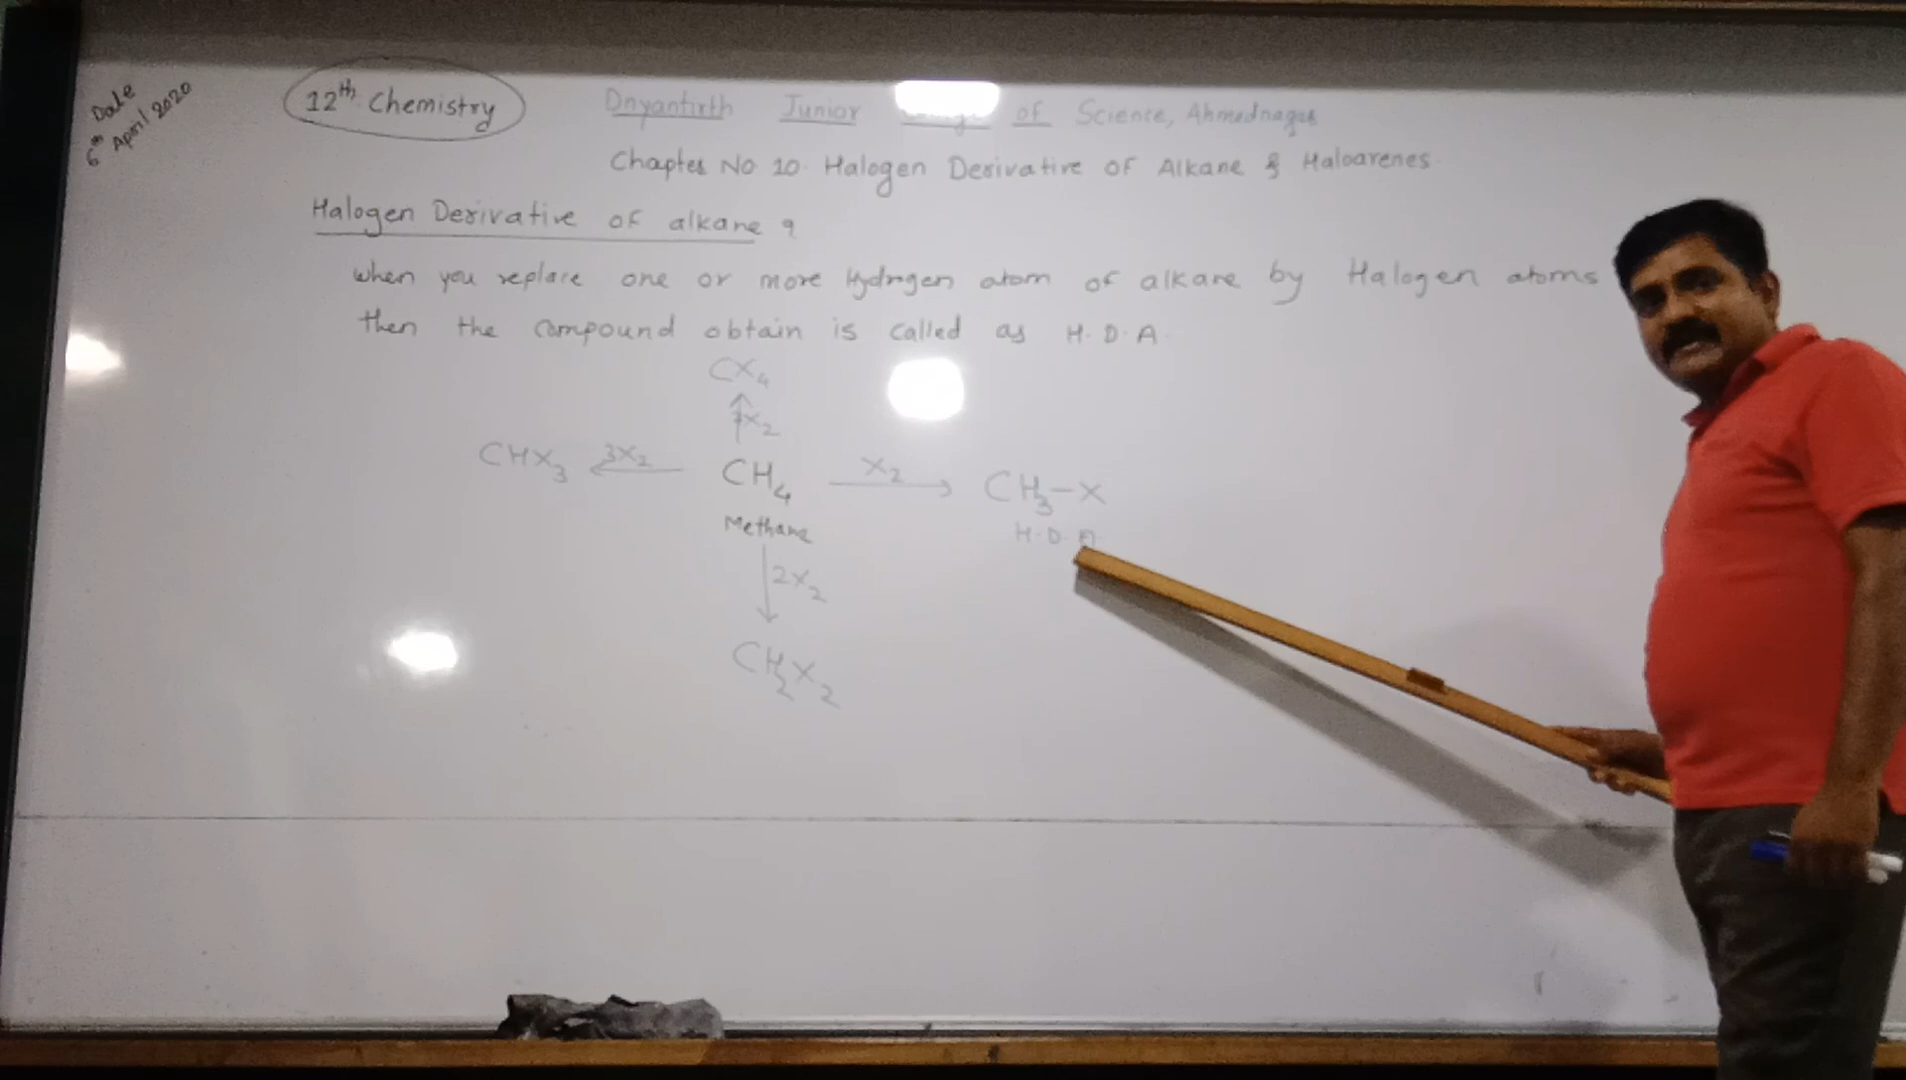 Date
6th April 2020
12th Chemistry
Dnyantirth Junior of Science, Ahmednagar
Chapter No 10. Halogen Derivative of Alkane & Haloarenes
Halogen Derivative of alkane ?
when you replace one or more Hydrogen atom of alkane by Halogen atoms
then the compound obtain is called as H.D.A.
CX4
X2
CHX3 3X2 CH4 X2 CH3-X
Methane H.D.A.
2X2
CH2X2